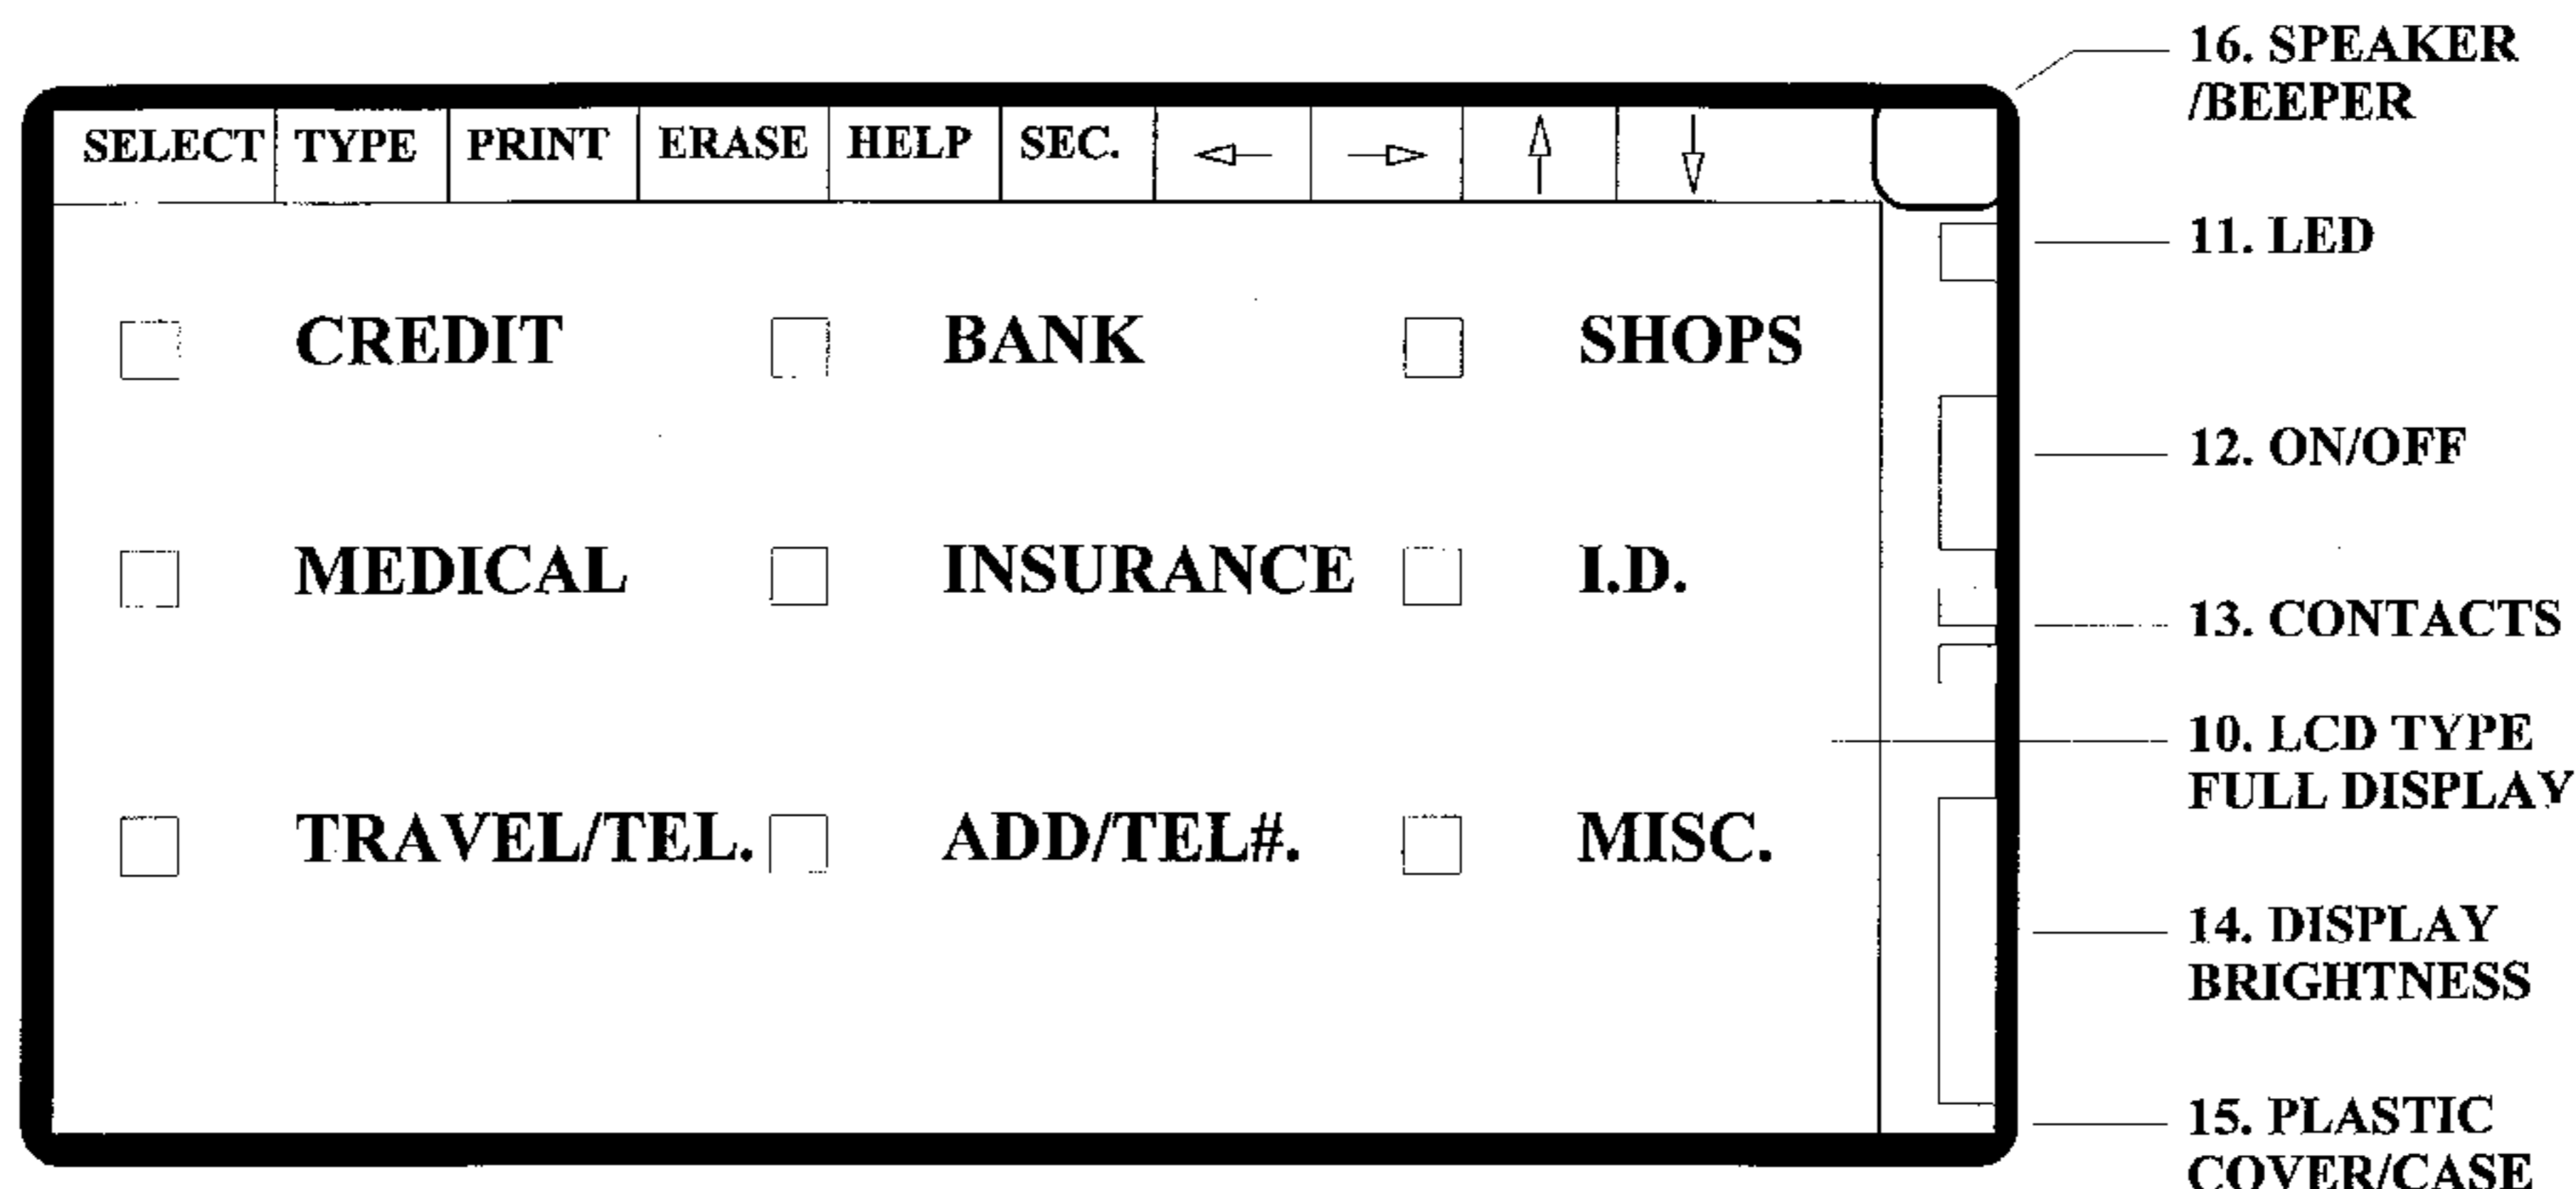 16. SPEAKER
/BEEPER
SELECT TYPE PRINT ERASE HELP SEC.
11. LED
CREDIT BANK SHOPS
12. ON/OFF
MEDICAL INSURANCE I.D.
13. CONTACTS
10. LCD TYPE
FULL DISPLAY
TRAVEL/TEL. ADD/TEL#. MISC.
14. DISPLAY
BRIGHTNESS
15. PLASTIC
COVER/CASE